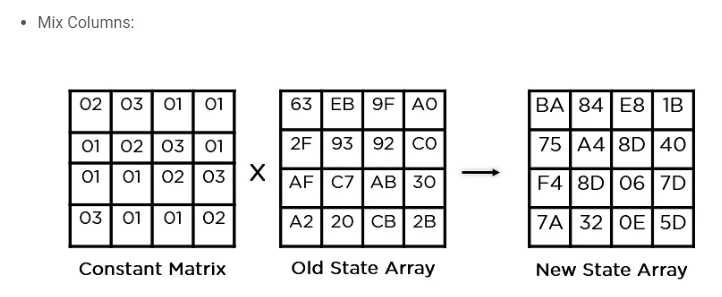 Mix Columns:
02 03 01 01 63 EB 9F A0 BA 84 E8 1B
01 02 03 01 2F 93 92 C0 75 A4 8D 40
X
01 01 02 03 AF C7 AB 30 F4 8D 06 7D
03 01 01 02 A2 20 CB 2B 7A 32 0E 5D
Constant Matrix Old State Array New State Array